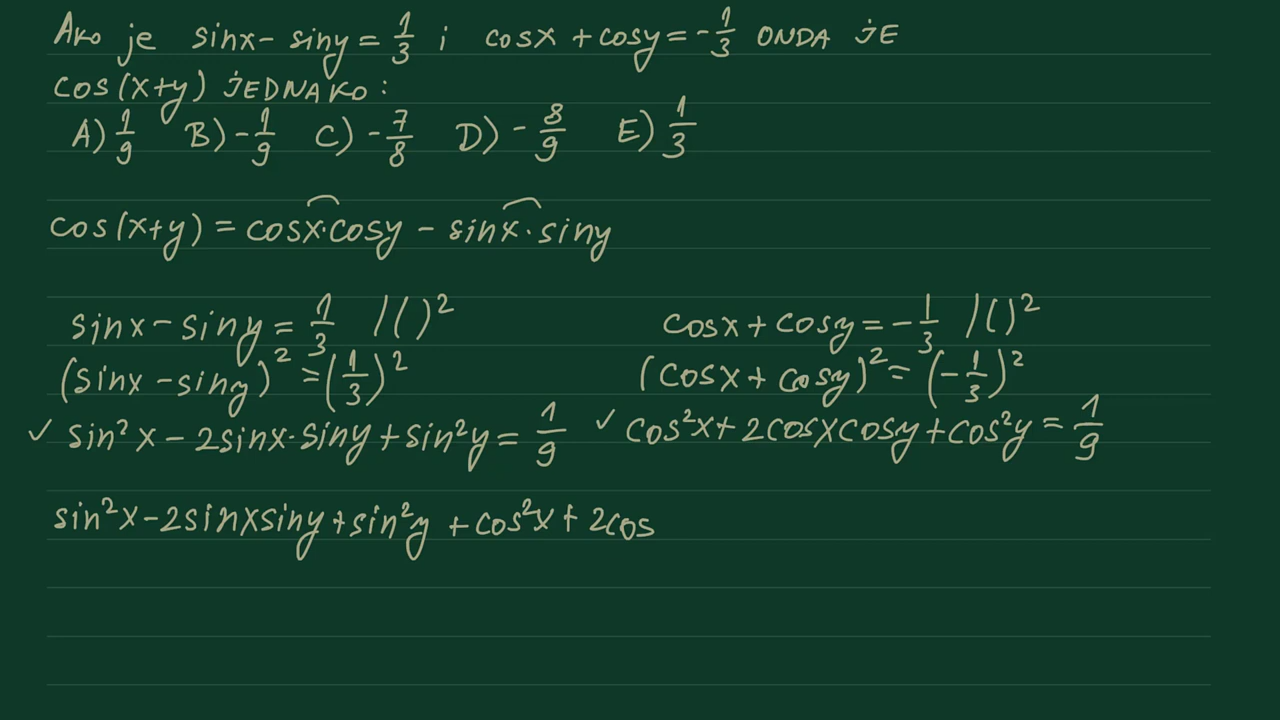 Ako je sinx - siny = 1/3 i cosx + cosy = -1/3 ONDA JE
cos(x+y) JEDNAKO:
A) 1/9 B) -1/9 C) -7/8 D) -8/9 E) 1/3
cos(x+y) = cosx·cosy - sinx·siny
sinx - siny = 1/3 /( )²
(sinx - siny)² = (1/3)²
✓ sin²x - 2sinx·siny + sin²y = 1/9
cosx + cosy = -1/3 /( )²
(cosx + cosy)² = (-1/3)²
✓ cos²x + 2cosxcosy + cos²y = 1/9
sin²x - 2sinxsiny + sin²y + cos²x + 2cos